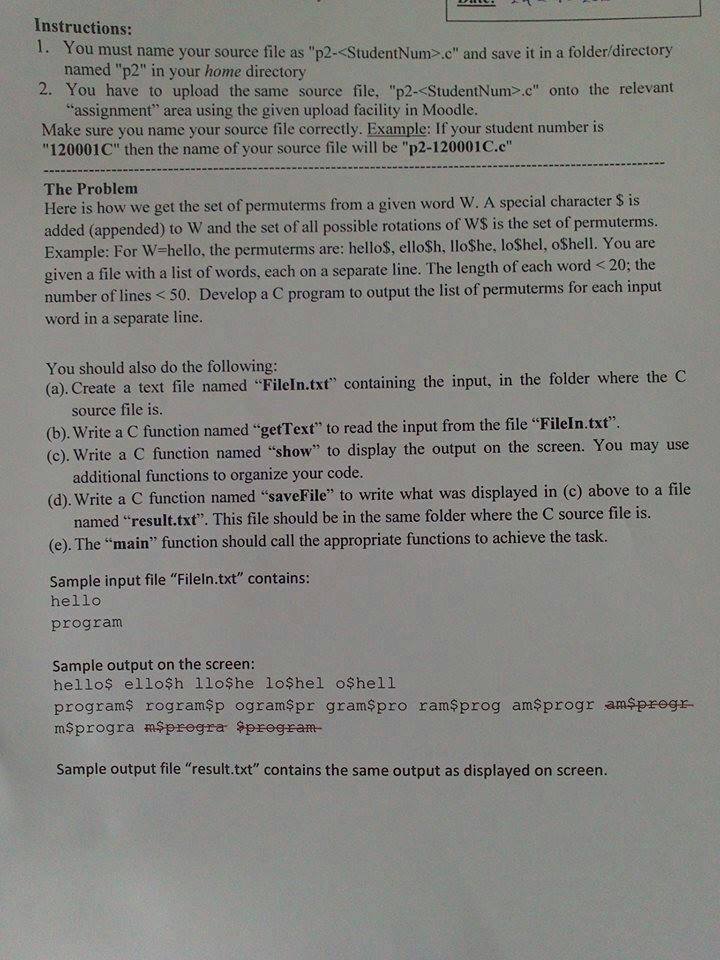 Instructions:
1. You must name your source file as "p2-<StudentNum>.c" and save it in a folder/directory
named "p2" in your home directory
2. You have to upload the same source file, "p2-<StudentNum>.c" onto the relevant
“assignment” area using the given upload facility in Moodle.
Make sure you name your source file correctly. Example: If your student number is
"120001C" then the name of your source file will be "p2-120001C.c"
The Problem
Here is how we get the set of permuterms from a given word W. A special character $ is
added (appended) to W and the set of all possible rotations of W$ is the set of permuterms.
Example: For W=hello, the permuterms are: hello$, ello$h, llo$he, lo$hel, o$hell. You are
given a file with a list of words, each on a separate line. The length of each word < 20; the
number of lines < 50. Develop a C program to output the list of permuterms for each input
word in a separate line.
You should also do the following:
(a). Create a text file named “FileIn.txt” containing the input, in the folder where the C
source file is.
(b). Write a C function named “getText” to read the input from the file “FileIn.txt”.
(c). Write a C function named “show” to display the output on the screen. You may use
additional functions to organize your code.
(d). Write a C function named “saveFile” to write what was displayed in (c) above to a file
named “result.txt”. This file should be in the same folder where the C source file is.
(e). The “main” function should call the appropriate functions to achieve the task.
Sample input file “FileIn.txt” contains:
hello
program
Sample output on the screen:
hello$ ello$h llo$he lo$hel o$hell
program$ rogram$p ogram$pr gram$pro ram$prog am$progr am$progr
m$progra m$progra $program
Sample output file “result.txt” contains the same output as displayed on screen.